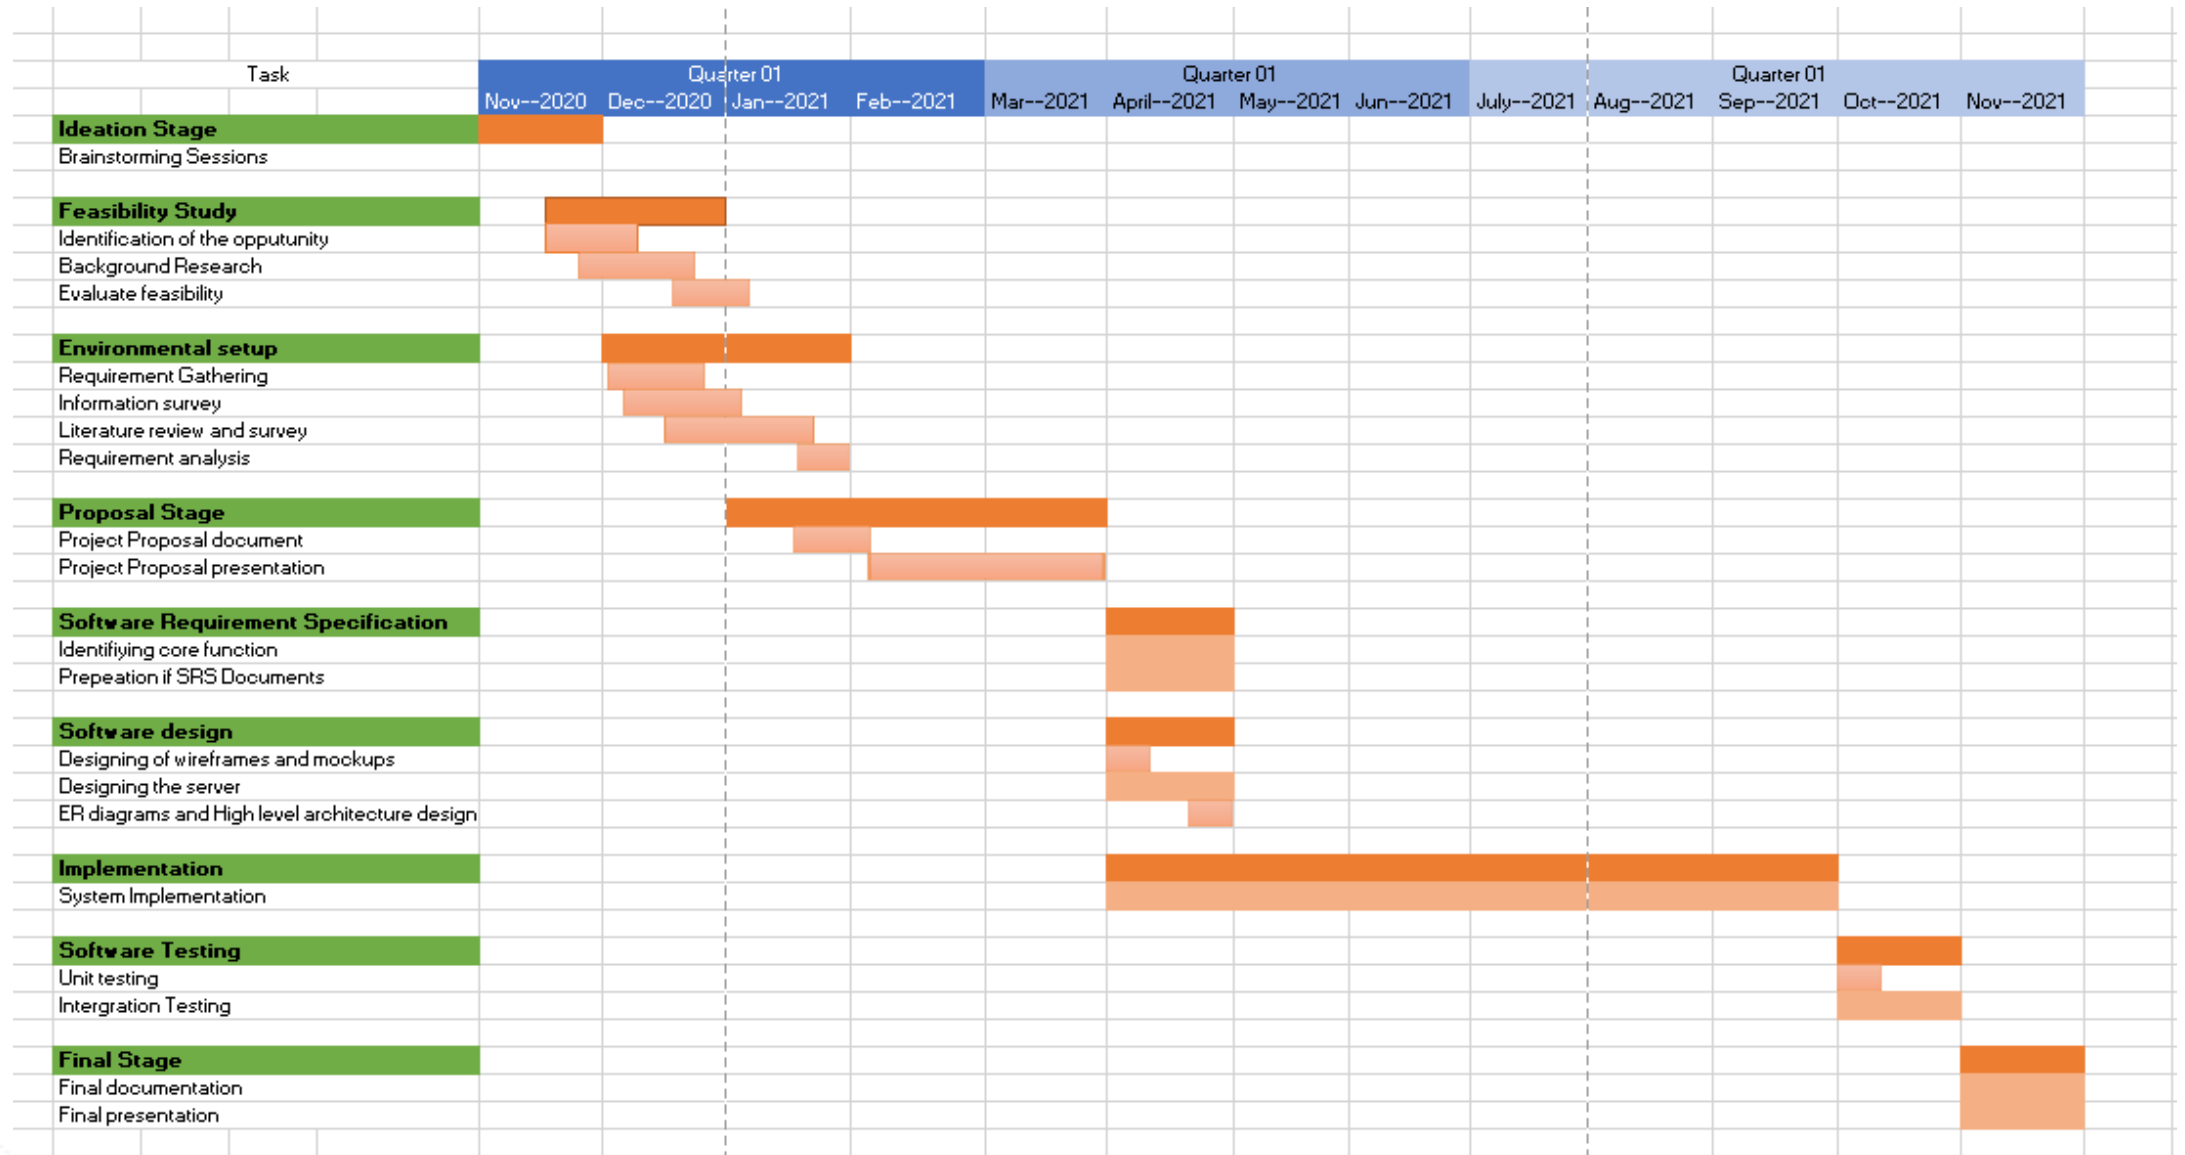 Task Quarter 01 Quarter 01 Quarter 01
Nov--2020 Dec--2020 Jan--2021 Feb--2021 Mar--2021 April--2021 May--2021 Jun--2021 July--2021 Aug--2021 Sep--2021 Oct--2021 Nov--2021
Ideation Stage
Brainstorming Sessions
Feasibility Study
Identification of the opputunity
Background Research
Evaluate feasibility
Environmental setup
Requirement Gathering
Information survey
Literature review and survey
Requirement analysis
Proposal Stage
Project Proposal document
Project Proposal presentation
Software Requirement Specification
Identifiying core function
Prepeation if SRS Documents
Software design
Designing of wireframes and mockups
Designing the server
ER diagrams and High level architecture design
Implementation
System Implementation
Software Testing
Unit testing
Intergration Testing
Final Stage
Final documentation
Final presentation